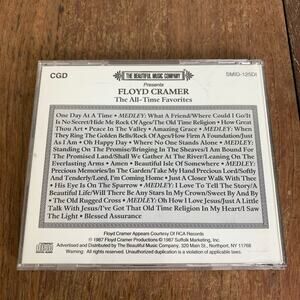 CGD
THE BEAUTIFUL MUSIC COMPANY
SMID-125DI
Presents
FLOYD CRAMER
The All-Time Favorites
One Day At A Time • MEDLEY: What A Friend/Where Could I Go/It
Is No Secret/Hide Me Rock Of Ages/The Old Time Religion • How Great
Thou Art • Peace In The Valley • Amazing Grace • MEDLEY: When
They Ring The Golden Bells/Rock of Ages/How Firm A Foundation/Just
As I Am • Oh Happy Day • Where No One Stands Alone • MEDLEY:
Standing On The Promise/Bringing In The Sheaves/I Am Bound For
The Promised Land/Shall We Gather At The River/Leaning On The
Everlasting Arms • Amen • Beautiful Isle of Somewhere • MEDLEY:
Precious Memories/In The Garden/Take My Hand Precious Lord/Softly
And Tenderly/Lord, I'm Coming Home • Just A Closer Walk With Thee
• His Eye Is On The Sparrow • MEDLEY: I Love To Tell The Story/A
Beautiful Life/Will There Be Any Stars In My Crown/Sweet By And By
• The Old Rugged Cross • MEDLEY: Oh How I Love Jesus/Just A Little
Talk With Jesus/I've Got That Old Time Religion In My Heart/I Saw
The Light • Blessed Assurance
Floyd Cramer Appears Courtesy Of RCA Records
℗ 1987 Floyd Cramer Productions © 1987 Suffolk Marketing, Inc.
Advertised and Distributed By The Beautiful Music Company, 320 Main St., Northport, NY 11768
Warning: All rights reserved. Unauthorized duplication is a violation of applicable laws.